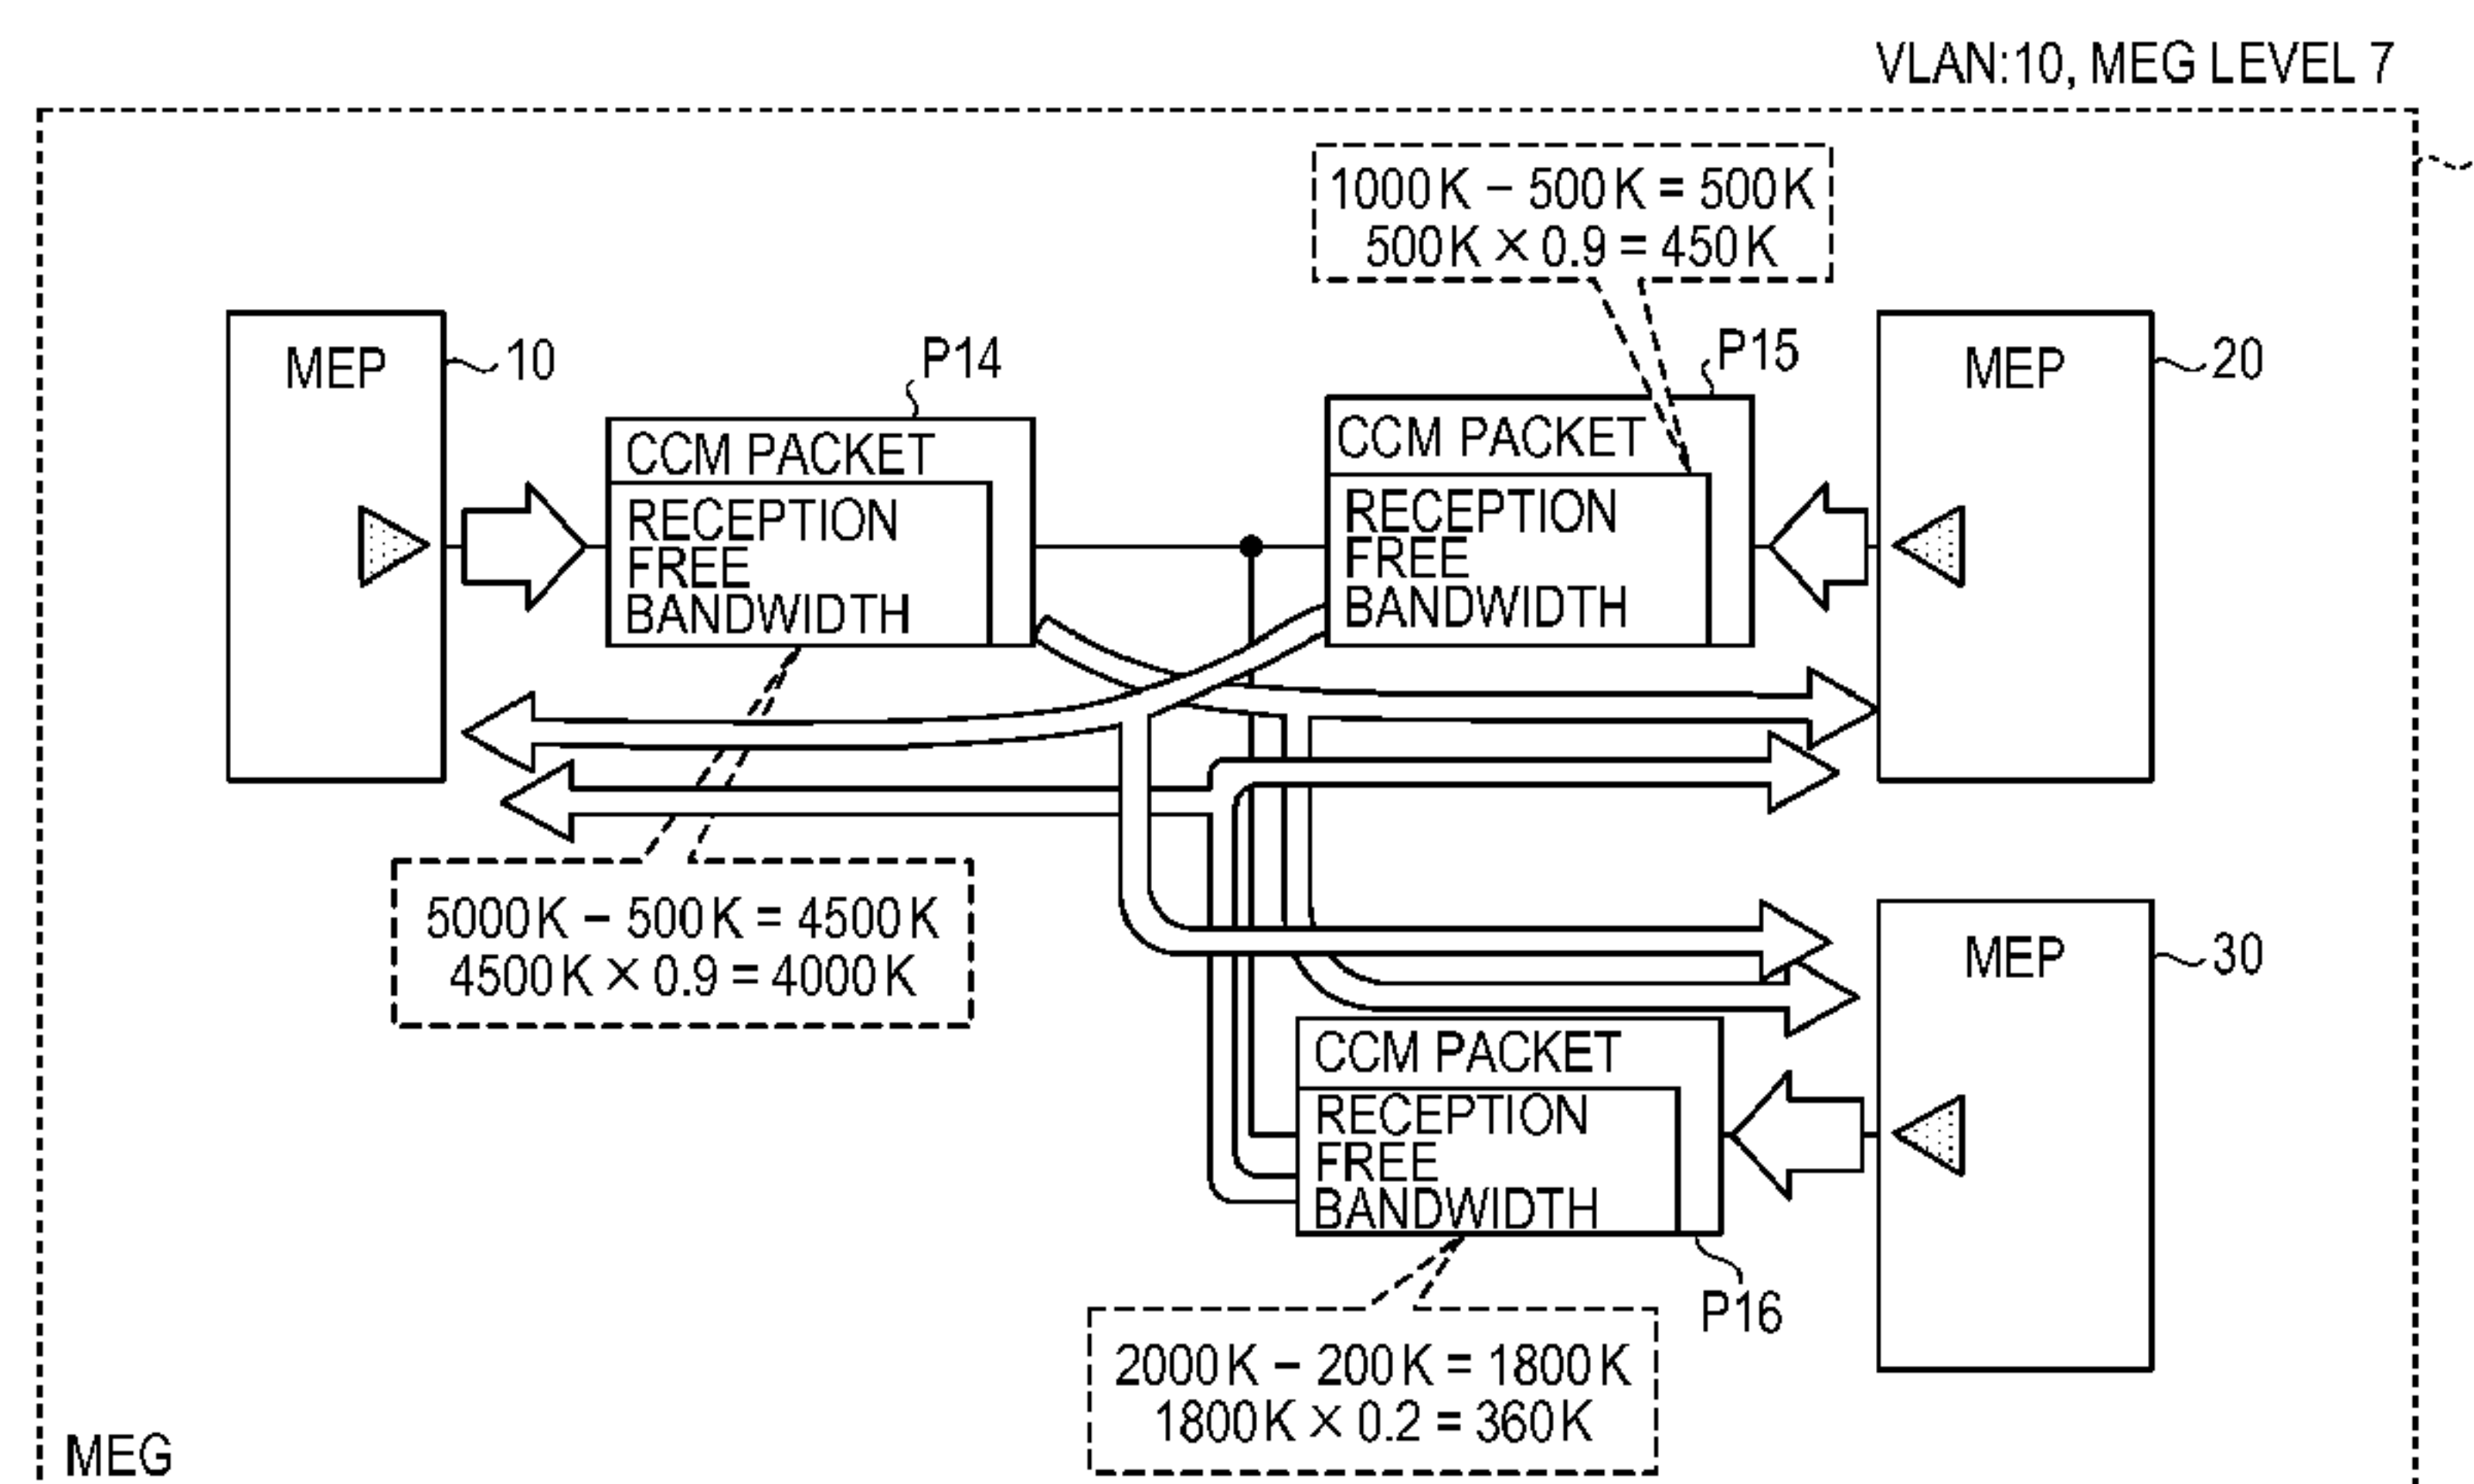 VLAN:10, MEG LEVEL 7
1000K – 500K = 500K
500K × 0.9 = 450K
MEP
10
P14
P15
MEP
20
CCM PACKET
RECEPTION
FREE
BANDWIDTH
CCM PACKET
RECEPTION
FREE
BANDWIDTH
5000K – 500K = 4500K
4500K × 0.9 = 4000K
MEP
30
CCM PACKET
RECEPTION
FREE
BANDWIDTH
P16
2000K – 200K = 1800K
1800K × 0.2 = 360K
MEG